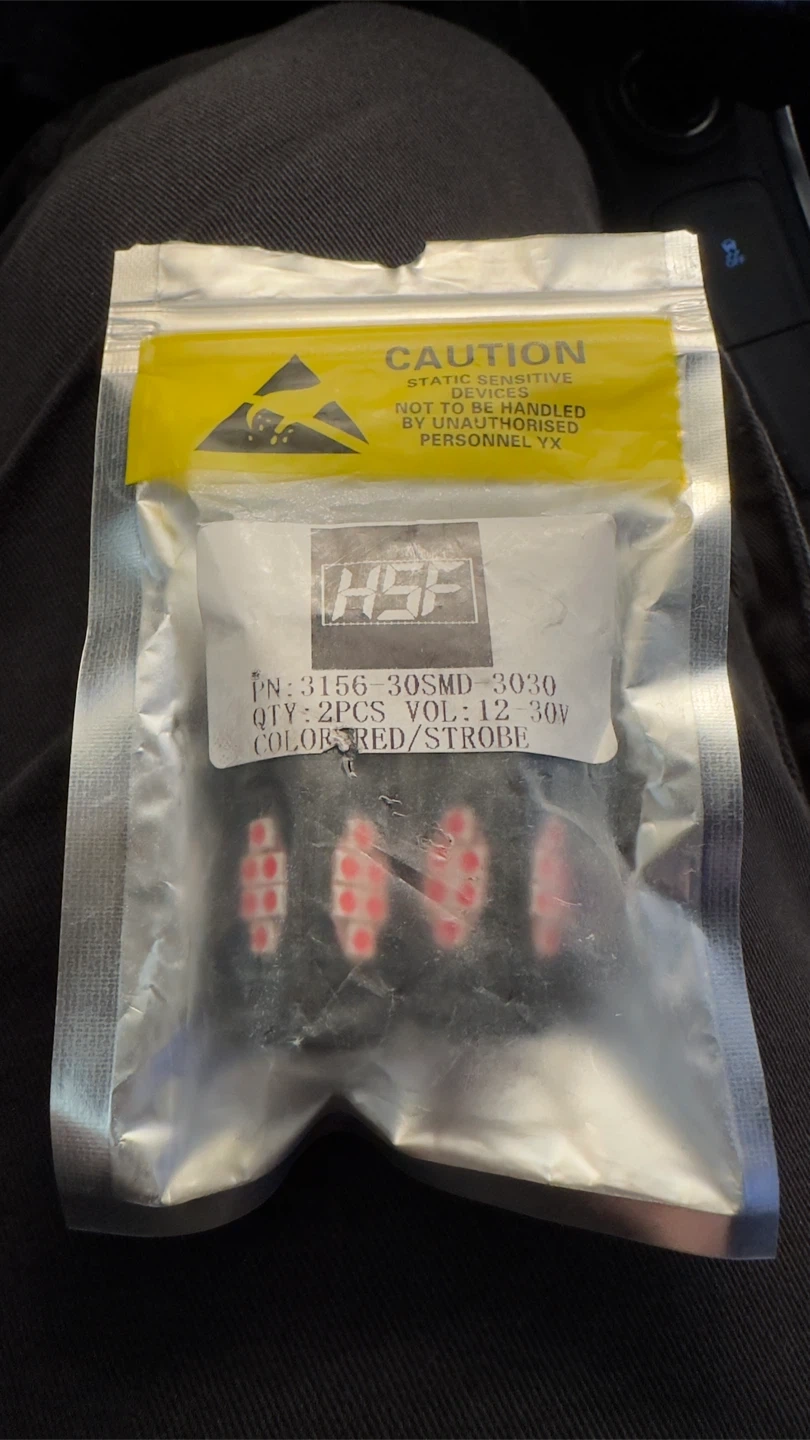 CAUTION
STATIC SENSITIVE
DEVICES
NOT TO BE HANDLED
BY UNAUTHORISED
PERSONNEL YX
HSF
PN:3156-30SMD-3030
QTY:2PCS VOL:12-30V
COLOR:RED/STROBE